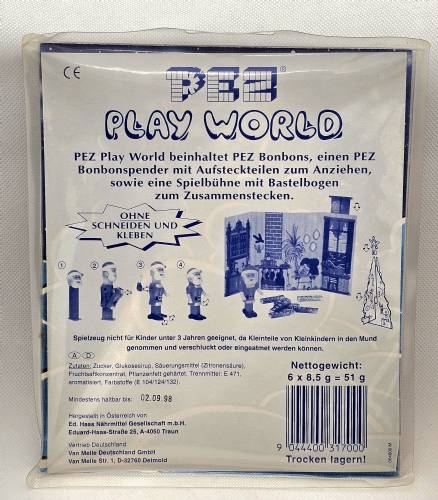 CE
PEZ®
PLAY WORLD
PEZ Play World beinhaltet PEZ Bonbons, einen PEZ
Bonbonspender mit Aufsteckteilen zum Anziehen,
sowie eine Spielbühne mit Bastelbogen
zum Zusammenstecken.
OHNE
SCHNEIDEN UND
KLEBEN
1 2 3 4
Spielzeug nicht für Kinder unter 3 Jahren geeignet, da Kleinteile von Kleinkindern in den Mund
genommen und verschluckt oder eingeatmet werden können.
A D
Zutaten: Zucker, Glukosesirup, Säuerungsmittel (Zitronensäure),
Fruchtsaftkonzentrat, Pflanzenfett gehärtet, Trennmittel: E 471,
aromatisiert, Farbstoffe (E 104/124/132).
Mindestens haltbar bis: 02.09.98
Hergestellt in Österreich von
Ed. Haas Nährmittel Gesellschaft m.b.H.
Eduard-Haas-Straße 25, A-4050 Traun
Vertrieb Deutschland:
Van Melle Deutschland GmbH
Van Melle Str. 1, D-32760 Detmold
Nettogewicht:
6 x 8,5 g = 51 g
9 044400 317000
Trocken lagern!